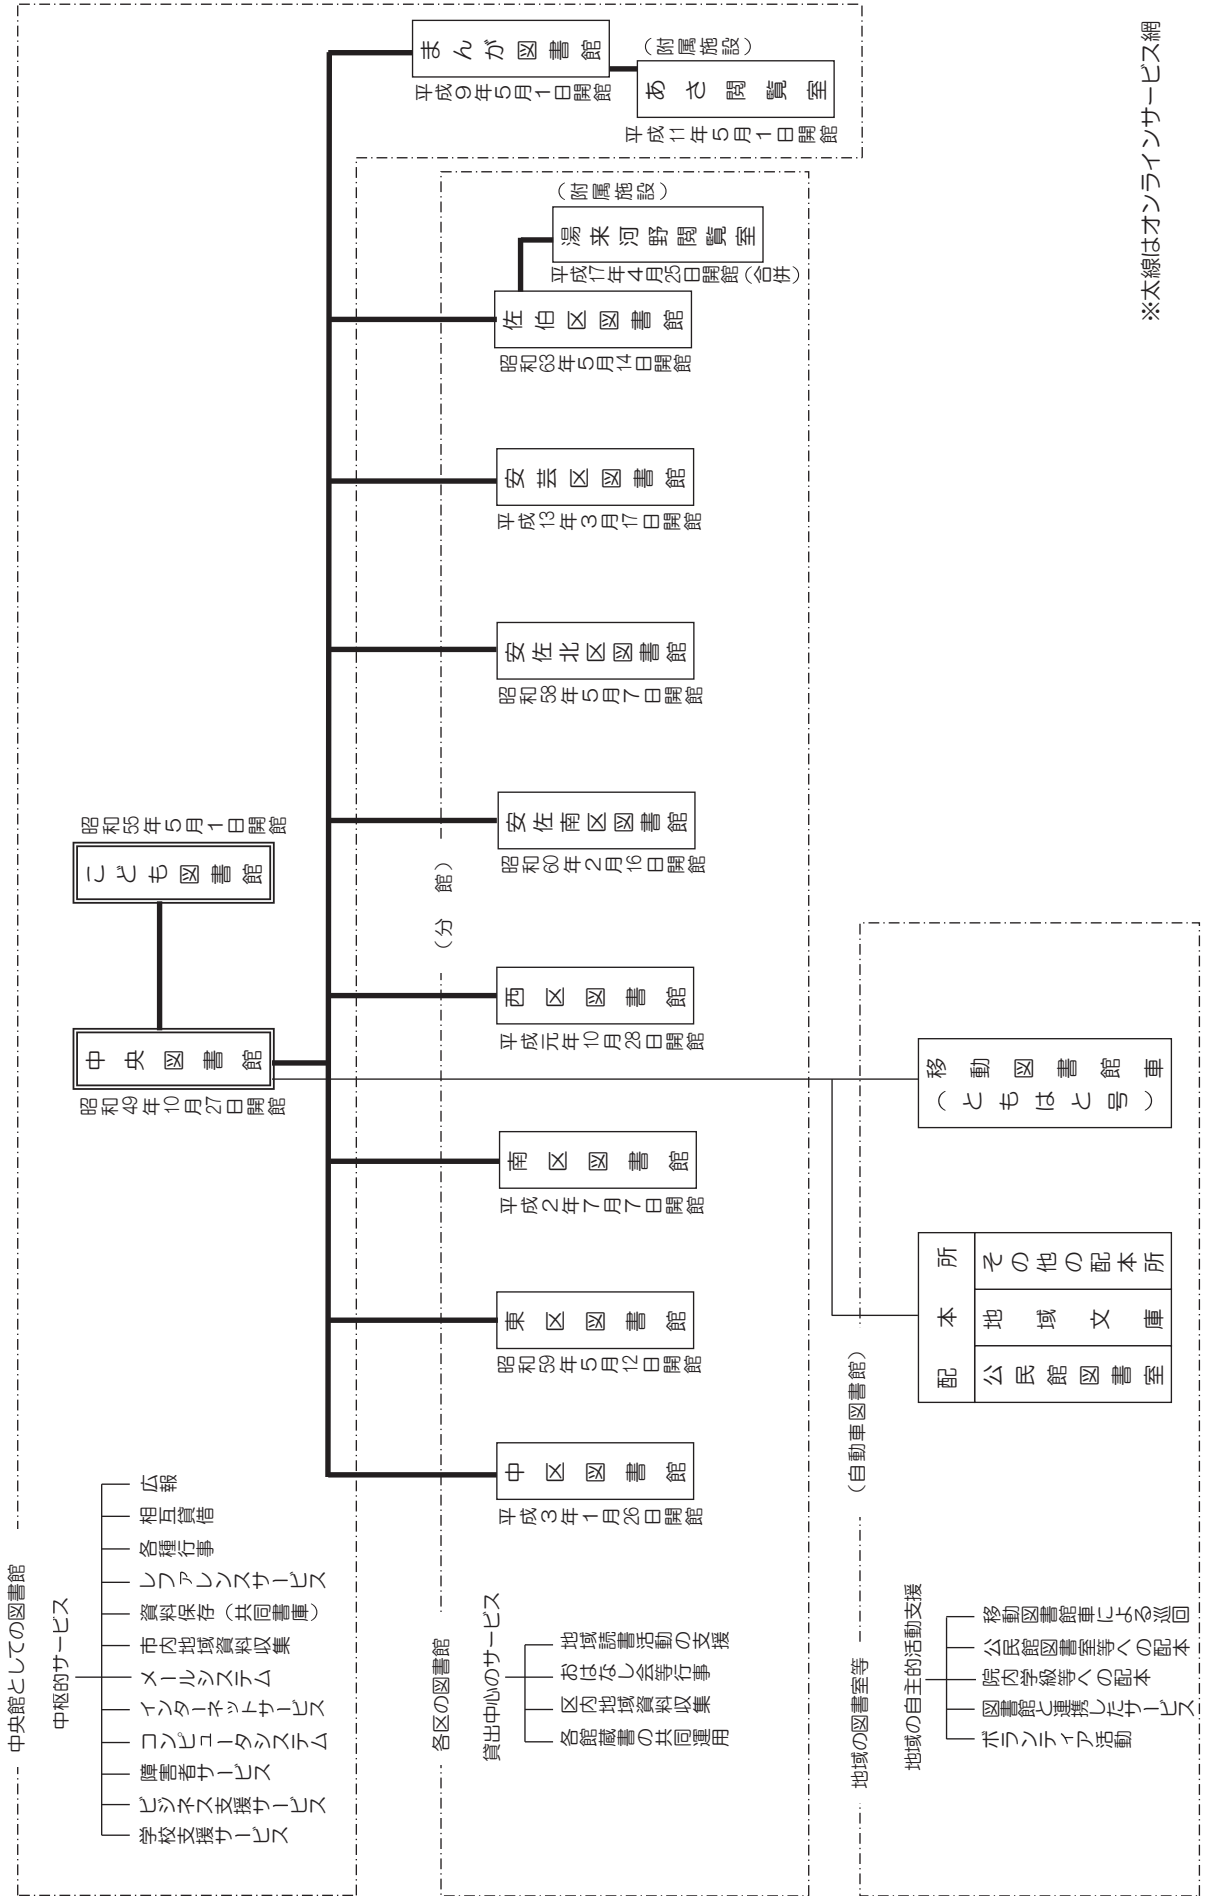 中央館としての図書館
中枢的サービス
学校支援サービス
ビジネス支援サービス
障害者サービス
コンピュータシステム
インターネットサービス
メールシステム
市内地域資料収集
資料保存（共同書庫）
レファレンスサービス
各種行事
相互貸借
広報
中央図書館
昭和49年10月27日開館
こども図書館
昭和55年5月1日開館
まんが図書館
平成9年5月1日開館
（附属施設）
あさ閲覧室
平成11年5月1日開館
各区の図書館
（分館）
貸出中心のサービス
各館蔵書の共同運用
区内地域資料収集
おはなし会等行事
地域読書活動の支援
中区図書館
平成3年1月26日開館
東区図書館
昭和59年5月12日開館
南区図書館
平成2年7月7日開館
西区図書館
平成元年10月28日開館
安佐南区図書館
昭和60年2月16日開館
安佐北区図書館
昭和58年5月7日開館
安芸区図書館
平成13年3月17日開館
佐伯区図書館
昭和63年5月14日開館
（附属施設）
湯来河野閲覧室
平成17年4月25日開館（合併）
地域の図書室等
（自動車図書館）
地域の自主的活動支援
ボランティア活動
図書館と連携したサービス
院内学級等への配本
公民館図書室等への配本
移動図書館車による巡回
配本所
公民館図書室
地域文庫
その他の配本所
移動図書館車
（ともはと号）
※太線はオンラインサービス網